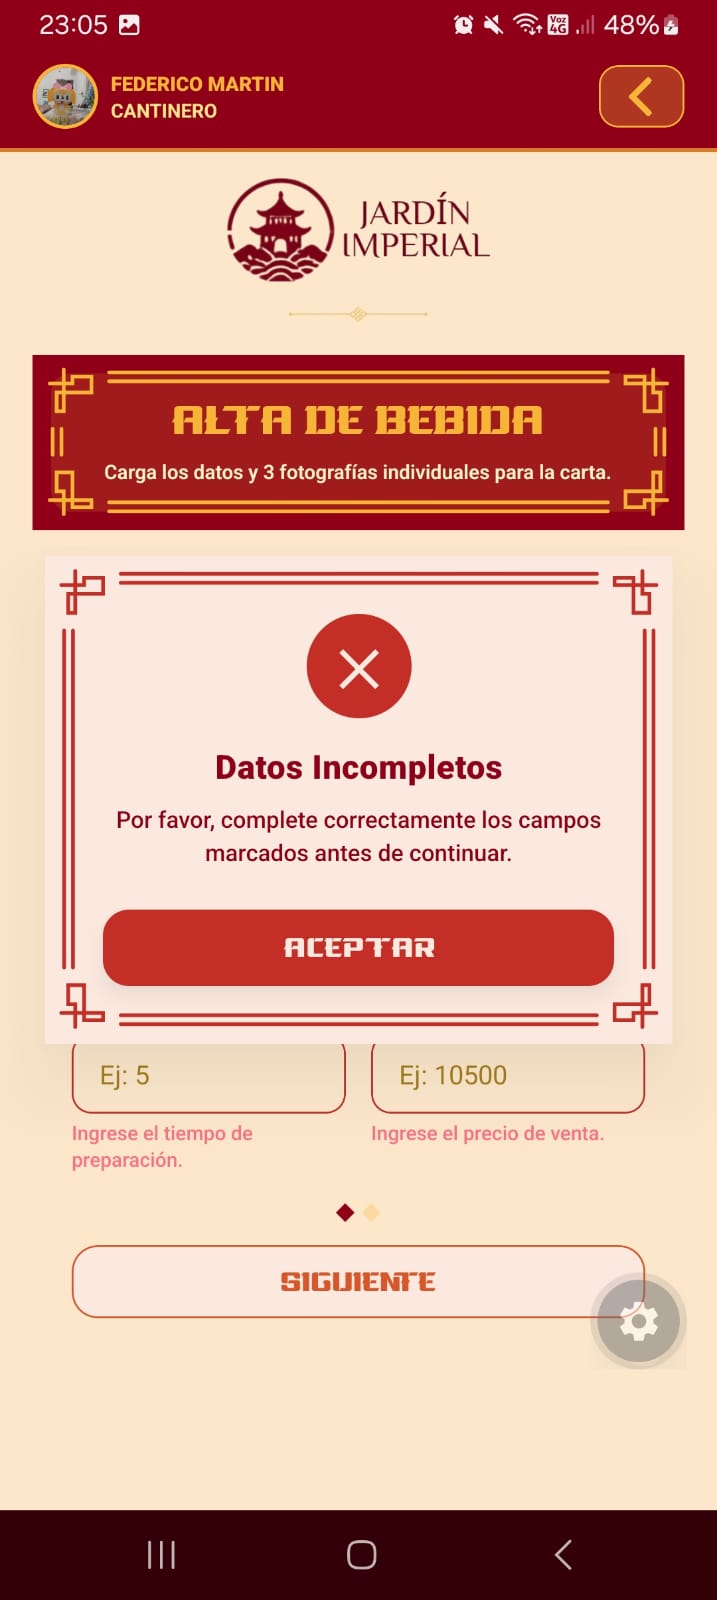 23:05
Voz 4G 48%
FEDERICO MARTIN
CANTINERO
JARDÍN
IMPERIAL
ALTA DE BEBIDA
Carga los datos y 3 fotografías individuales para la carta.
Datos Incompletos
Por favor, complete correctamente los campos
marcados antes de continuar.
ACEPTAR
Ej: 5
Ej: 10500
Ingrese el tiempo de
preparación.
Ingrese el precio de venta.
SIGUIENTE